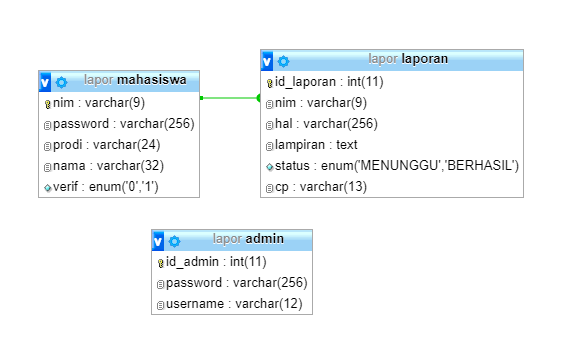 lapor mahasiswa
nim : varchar(9)
password : varchar(256)
prodi : varchar(24)
nama : varchar(32)
verif : enum('0','1')
lapor laporan
id_laporan : int(11)
nim : varchar(9)
hal : varchar(256)
lampiran : text
status : enum('MENUNGGU','BERHASIL')
cp : varchar(13)
lapor admin
id_admin : int(11)
password : varchar(256)
username : varchar(12)